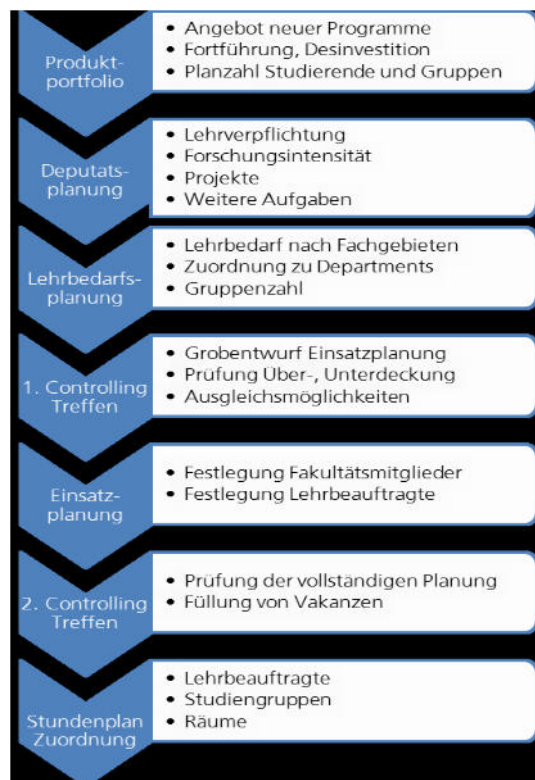 Produkt-
portfolio
• Angebot neuer Programme
• Fortführung, Desinvestition
• Planzahl Studierende und Gruppen
Deputats-
planung
• Lehrverpflichtung
• Forschungsintensität
• Projekte
• Weitere Aufgaben
Lehrbedarfs-
planung
• Lehrbedarf nach Fachgebieten
• Zuordnung zu Departments
• Gruppenzahl
1. Controlling
Treffen
• Grobentwurf Einsatzplanung
• Prüfung Über-, Unterdeckung
• Ausgleichsmöglichkeiten
Einsatz-
planung
• Festlegung Fakultätsmitglieder
• Festlegung Lehrbeauftragte
2. Controlling
Treffen
• Prüfung der vollständigen Planung
• Füllung von Vakanzen
Stundenplan
Zuordnung
• Lehrbeauftragte
• Studiengruppen
• Räume